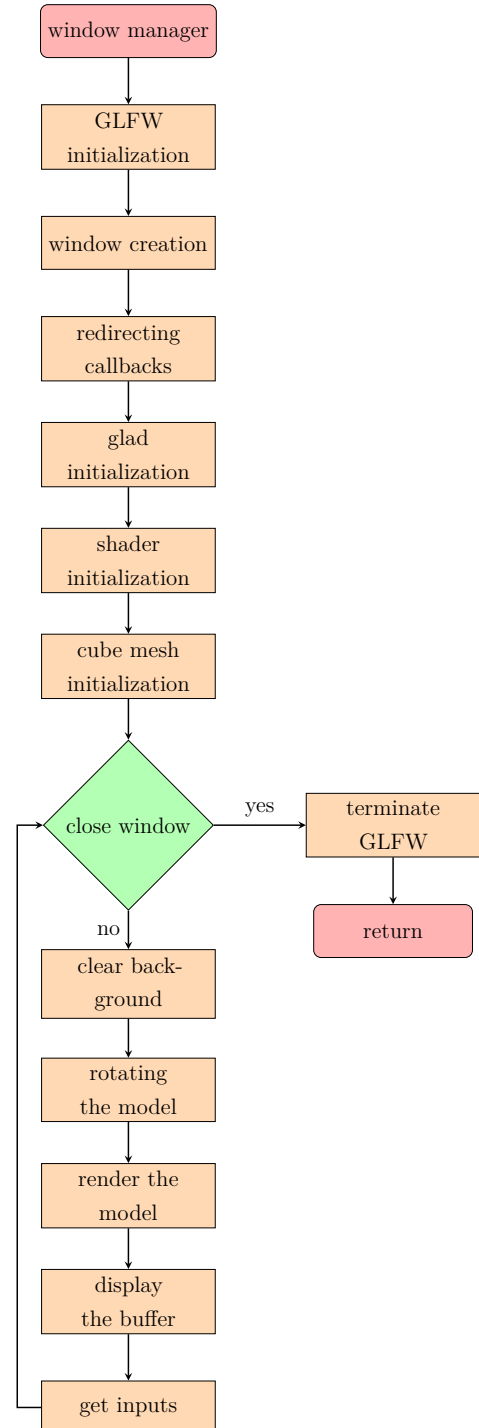 window manager
GLFW
initialization
window creation
redirecting
callbacks
glad
initialization
shader
initialization
cube mesh
initialization
close window
yes
terminate
GLFW
return
no
clear back-
ground
rotating
the model
render the
model
display
the buffer
get inputs